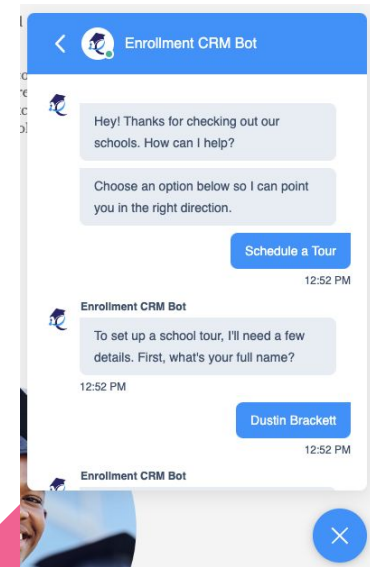 Enrollment CRM Bot
Hey! Thanks for checking out our
schools. How can I help?
Choose an option below so I can point
you in the right direction.
Schedule a Tour
12:52 PM
Enrollment CRM Bot
To set up a school tour, I'll need a few
details. First, what's your full name?
12:52 PM
Dustin Brackett
12:52 PM
Enrollment CRM Bot